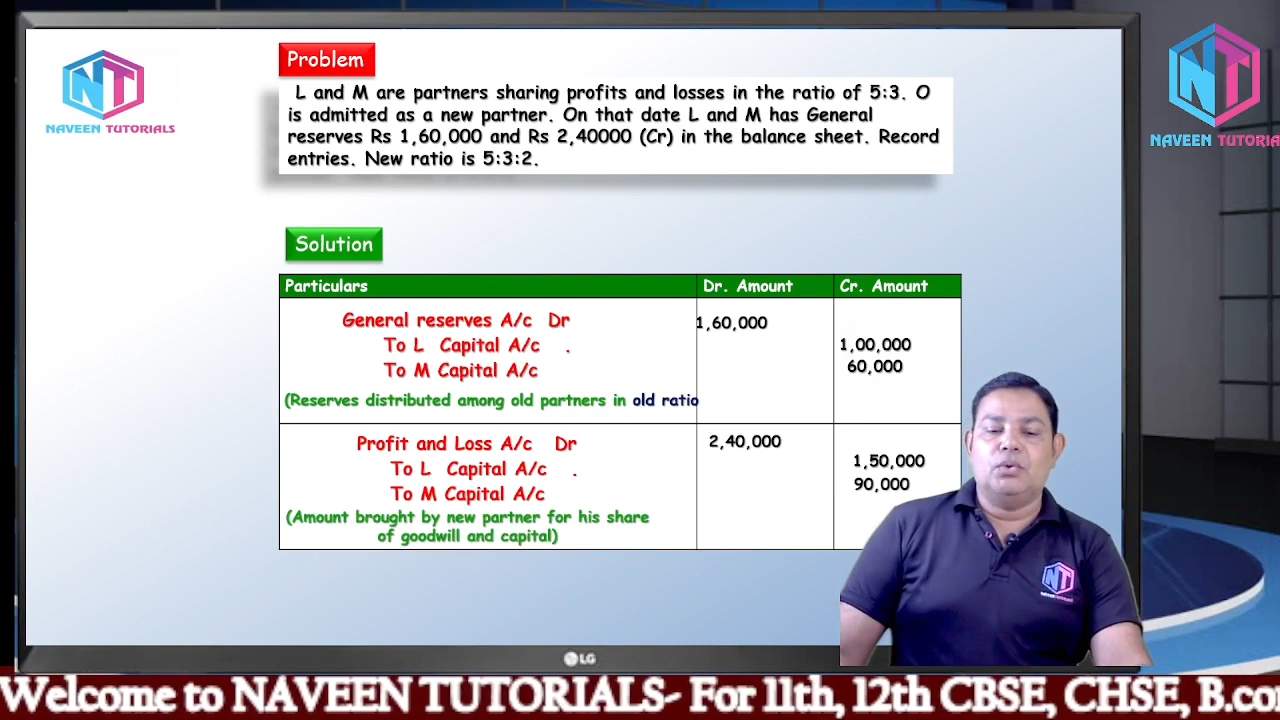 NT
NAVEEN TUTORIALS
Problem
L and M are partners sharing profits and losses in the ratio of 5:3. O
is admitted as a new partner. On that date L and M has General
reserves Rs 1,60,000 and Rs 2,40000 (Cr) in the balance sheet. Record
entries. New ratio is 5:3:2.
NT
NAVEEN TUTORIA
Solution
Particulars Dr. Amount Cr. Amount
General reserves A/c Dr 1,60,000
To L Capital A/c . 1,00,000
To M Capital A/c 60,000
(Reserves distributed among old partners in old ratio
Profit and Loss A/c Dr 2,40,000
To L Capital A/c . 1,50,000
To M Capital A/c 90,000
(Amount brought by new partner for his share
of goodwill and capital)
NT
LG
Welcome to NAVEEN TUTORIALS- For 11th, 12th CBSE, CHSE, B.co